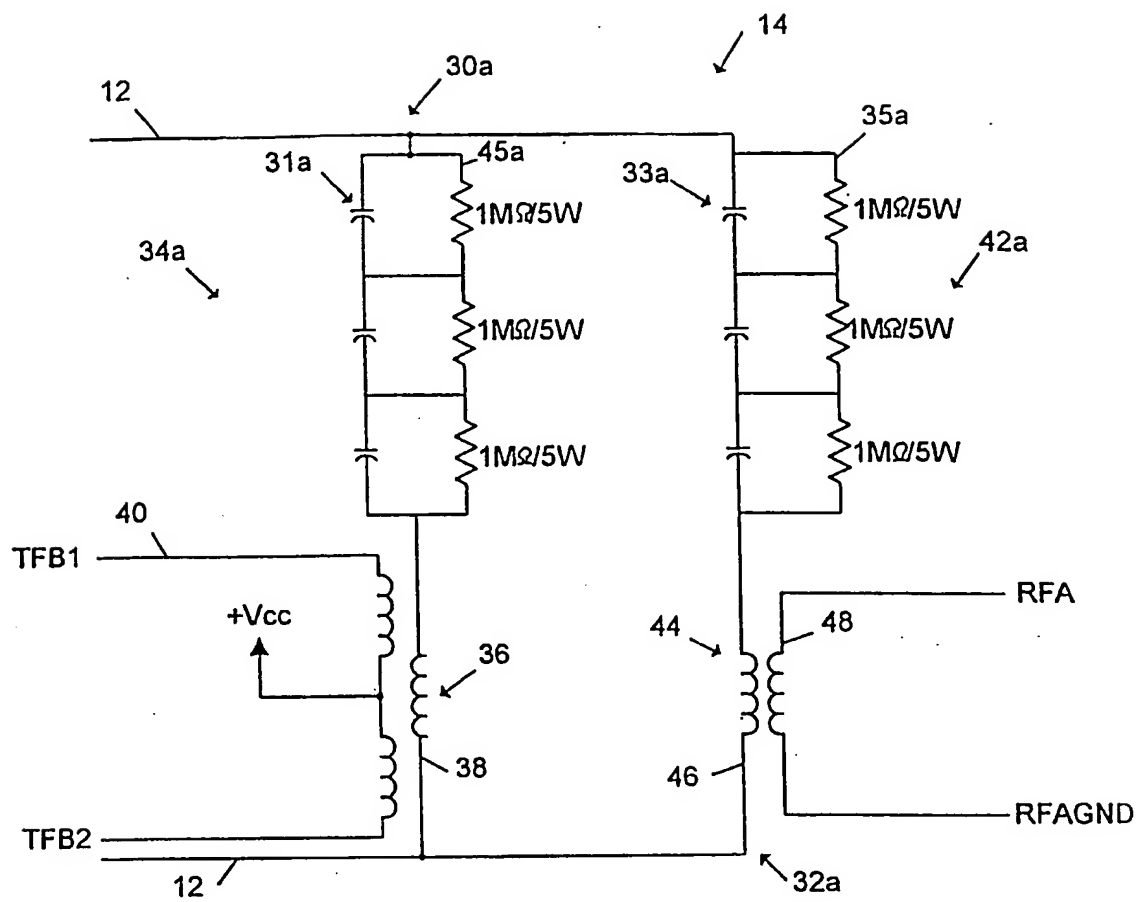 14
30a
12
35a
45a
31a
33a
1MΩ/5W
1MΩ/5W
34a
42a
1MΩ/5W
1MΩ/5W
1MΩ/5W
1MΩ/5W
40
TFB1
RFA
+Vcc
44
48
36
38
46
TFB2
RFAGND
12
32a